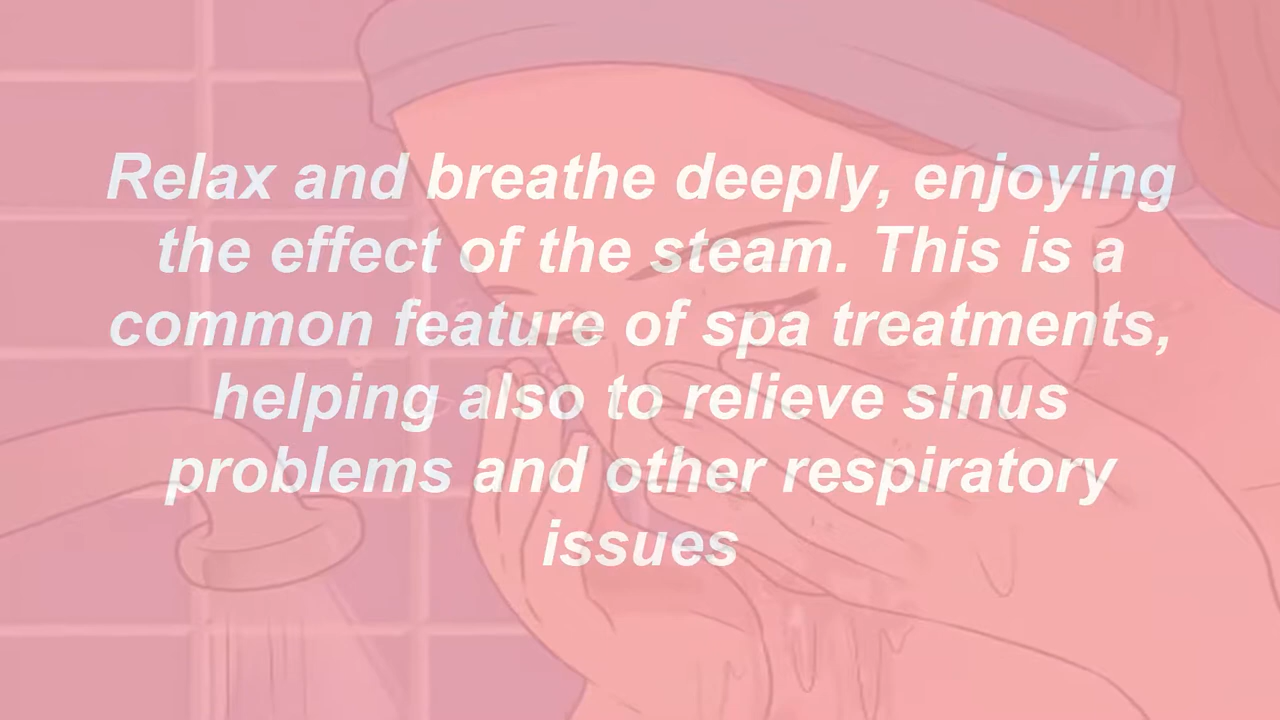 Relax and breathe deeply, enjoying
the effect of the steam. This is a
common feature of spa treatments,
helping also to relieve sinus
problems and other respiratory
issues